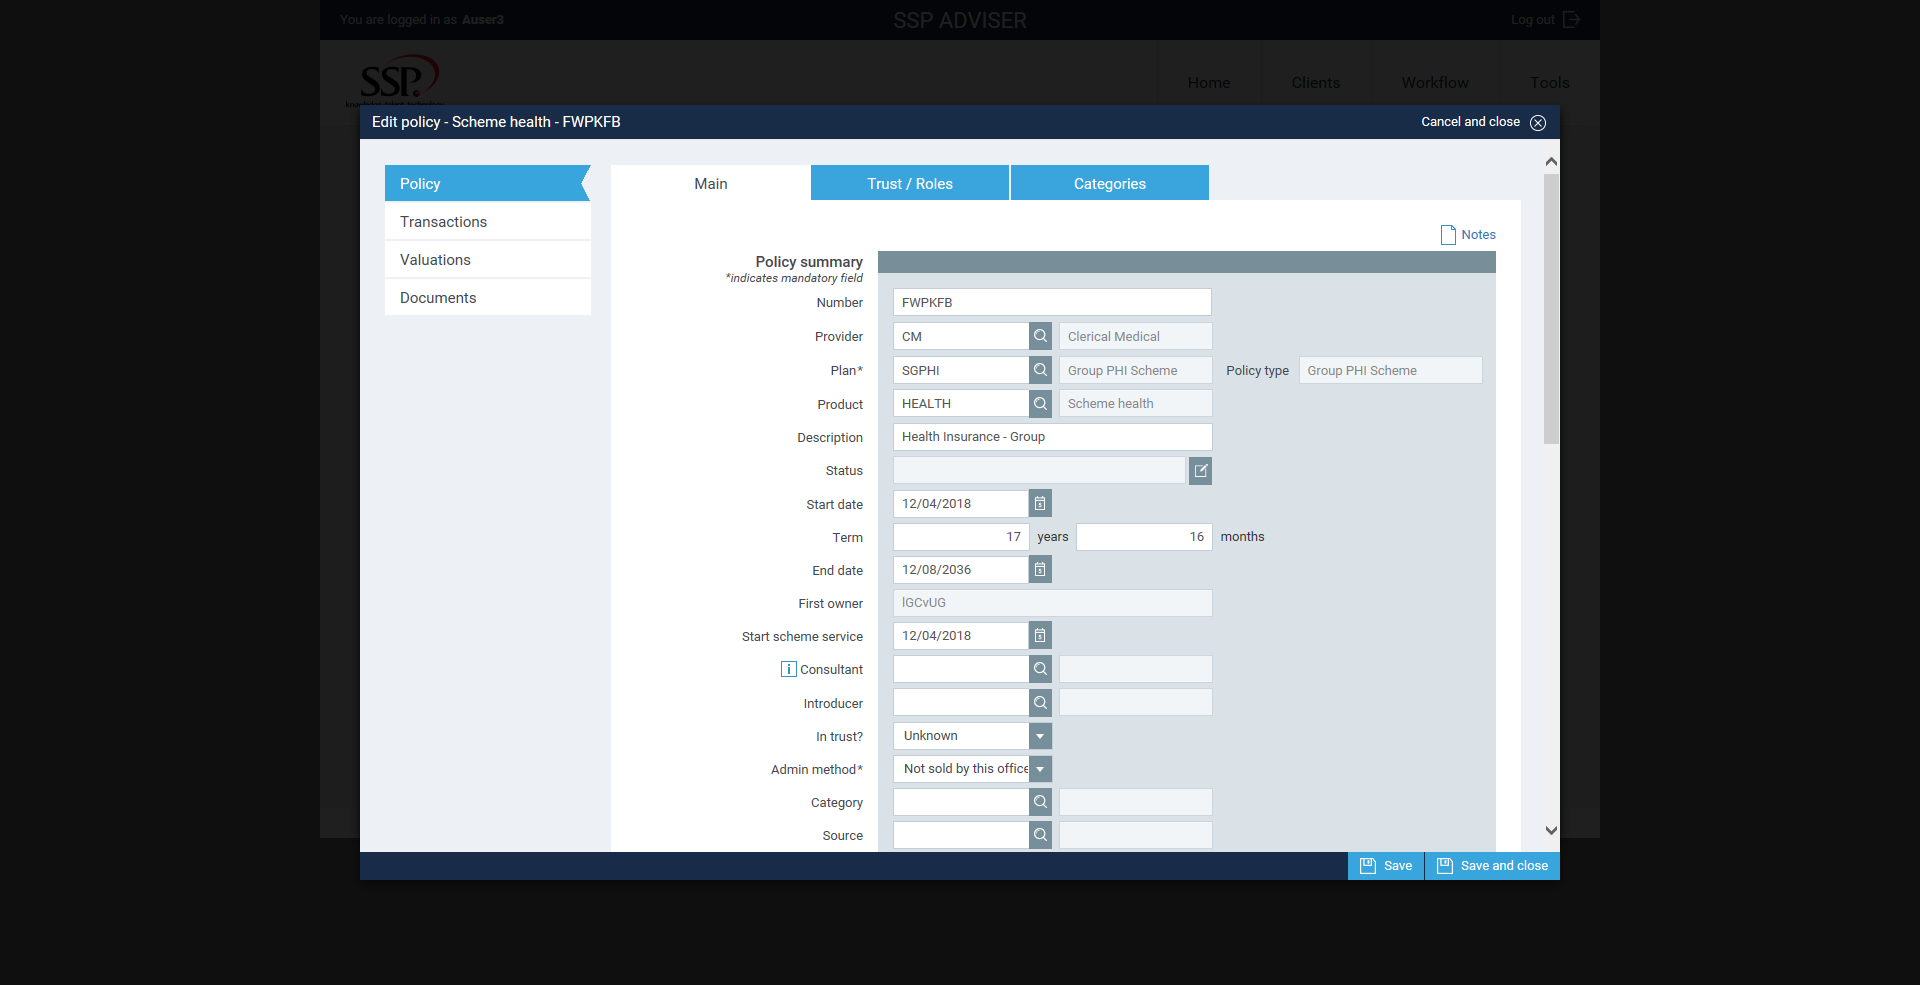 You are logged in as Auser3
SSP ADVISER
Log out
SSP
Home
Clients
Workflow
Tools
Edit policy - Scheme health - FWPKFB
Cancel and close
Policy
Transactions
Valuations
Documents
Main
Trust / Roles
Categories
Notes
Policy summary
*indicates mandatory field
Number FWPKFB
Provider CM Clerical Medical
Plan* SGPHI Group PHI Scheme Policy type Group PHI Scheme
Product HEALTH Scheme health
Description Health Insurance - Group
Status
Start date 12/04/2018
Term 17 years 16 months
End date 12/08/2036
First owner lGCvUG
Start scheme service 12/04/2018
i Consultant
Introducer
In trust? Unknown
Admin method* Not sold by this office
Category
Source
Save
Save and close